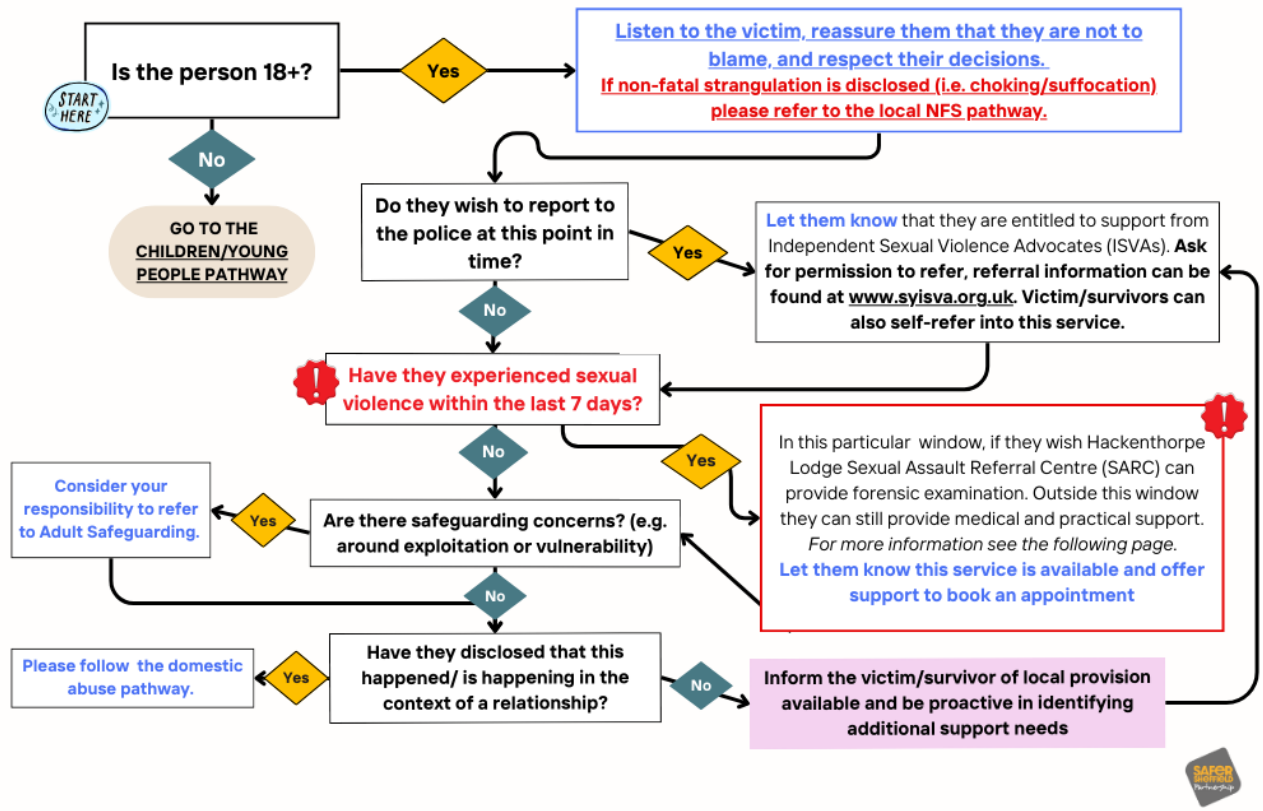 Is the person 18+?
START
HERE
Yes
Listen to the victim, reassure them that they are not to
blame, and respect their decisions.
If non-fatal strangulation is disclosed (i.e. choking/suffocation)
please refer to the local NFS pathway.
No
GO TO THE
CHILDREN/YOUNG
PEOPLE PATHWAY
Do they wish to report to
the police at this point in
time?
Yes
Let them know that they are entitled to support from
Independent Sexual Violence Advocates (ISVAs). Ask
for permission to refer, referral information can be
found at www.syisva.org.uk. Victim/survivors can
also self-refer into this service.
No
!
Have they experienced sexual
violence within the last 7 days?
No
Yes
!
In this particular window, if they wish Hackenthorpe
Lodge Sexual Assault Referral Centre (SARC) can
provide forensic examination. Outside this window
they can still provide medical and practical support.
For more information see the following page.
Let them know this service is available and offer
support to book an appointment
Consider your
responsibility to refer
to Adult Safeguarding.
Yes
Are there safeguarding concerns? (e.g.
around exploitation or vulnerability)
No
Please follow the domestic
abuse pathway.
Yes
Have they disclosed that this
happened/ is happening in the
context of a relationship?
No
Inform the victim/survivor of local provision
available and be proactive in identifying
additional support needs
SAFER
SHEFFIELD
Partnership